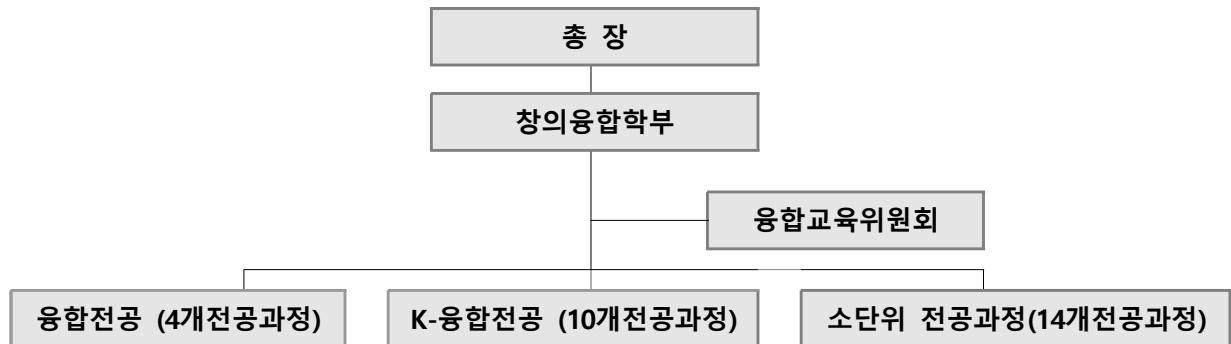 총 장
창의융합학부
융합교육위원회
융합전공 (4개전공과정)
K-융합전공 (10개전공과정)
소단위 전공과정(14개전공과정)